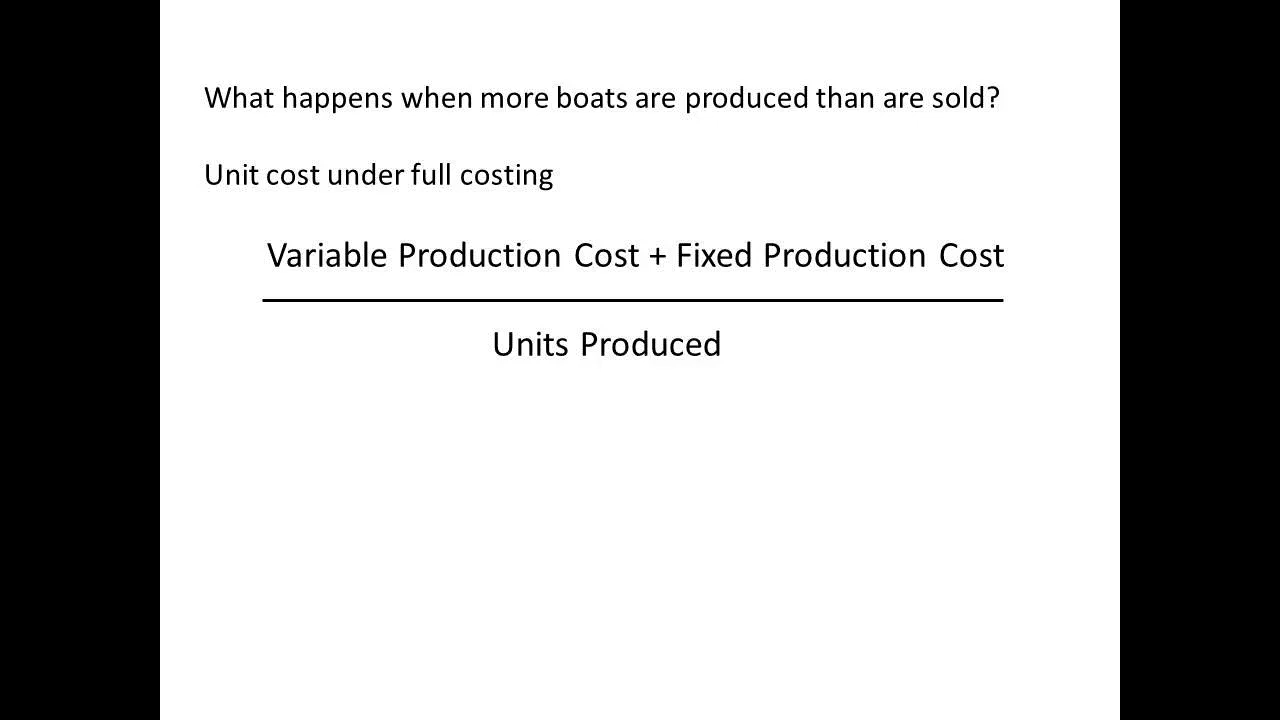 What happens when more boats are produced than are sold?
Unit cost under full costing
Variable Production Cost + Fixed Production Cost
Units Produced